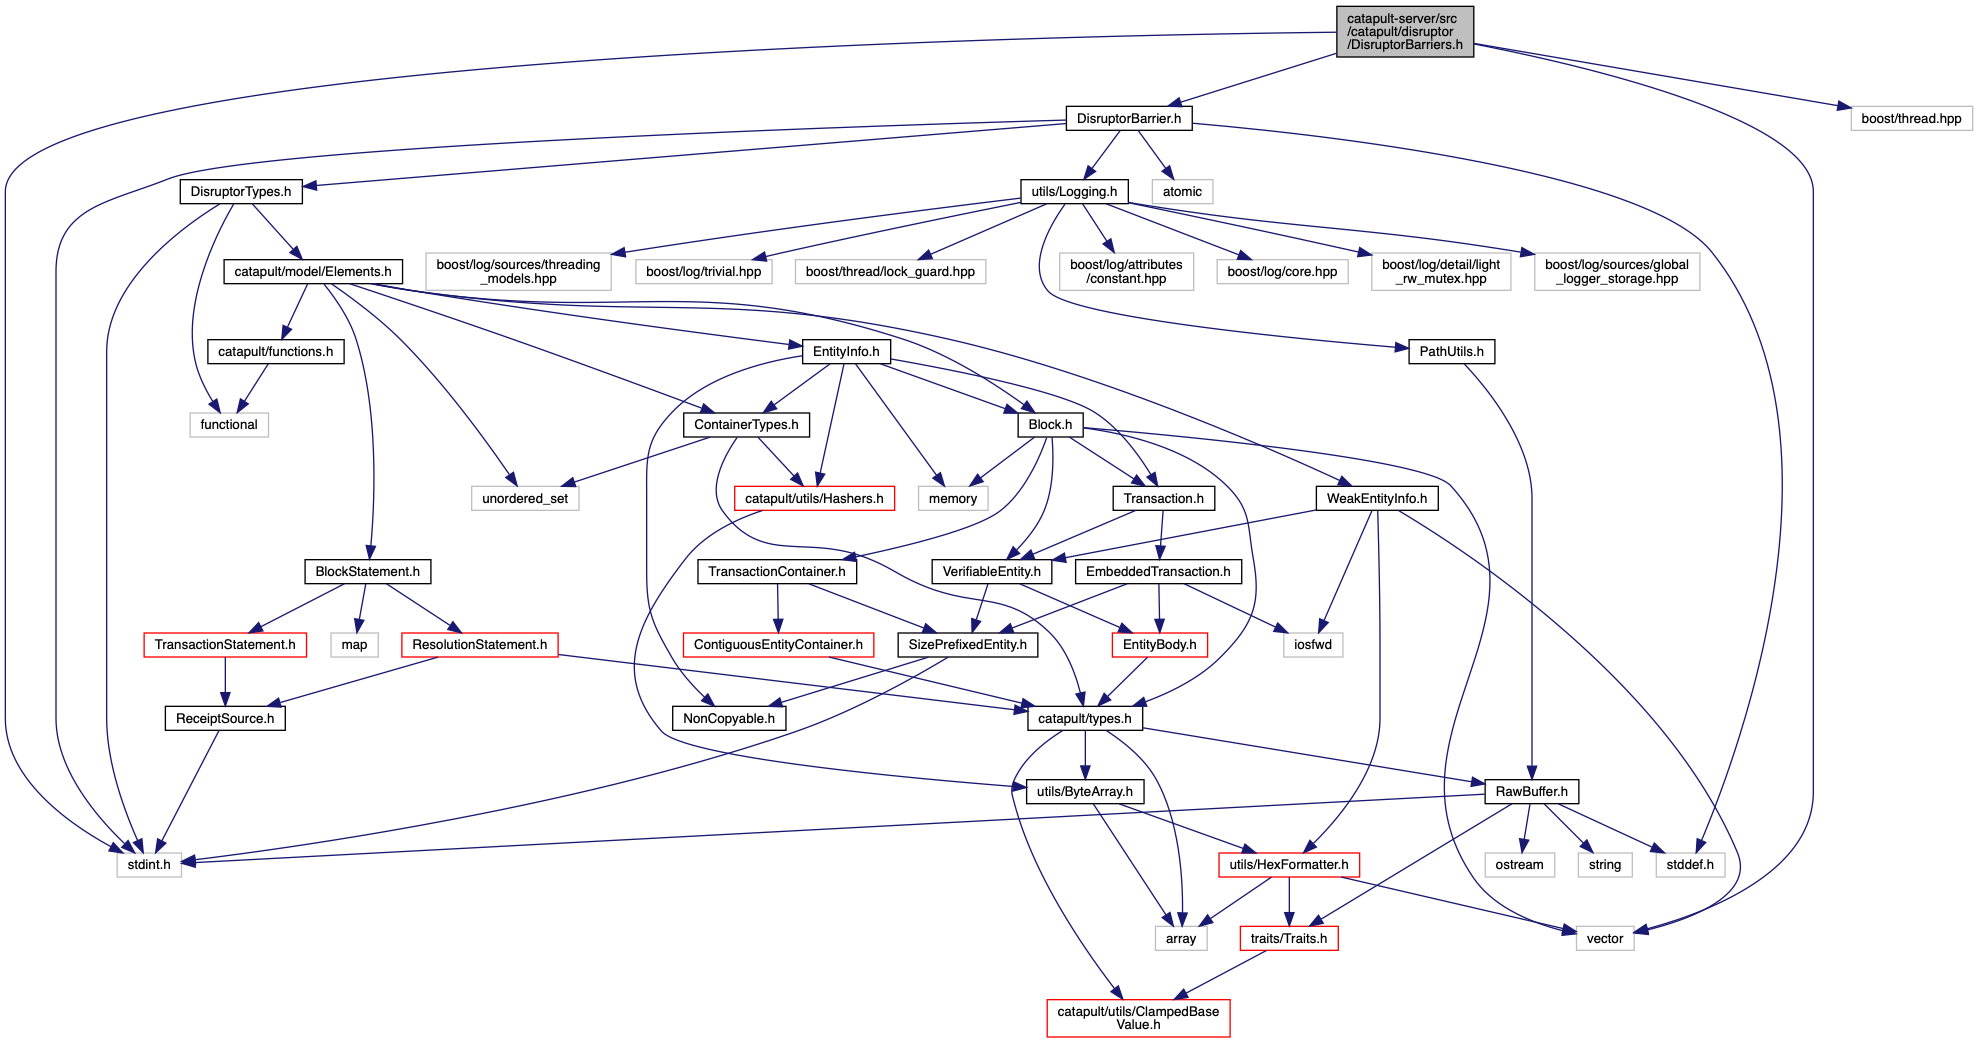 catapult-server/src
/catapult/disruptor
/DisruptorBarriers.h
DisruptorBarrier.h
boost/thread.hpp
DisruptorTypes.h
utils/Logging.h
atomic
catapult/model/Elements.h
boost/log/sources/threading
_models.hpp
boost/log/trivial.hpp
boost/thread/lock_guard.hpp
boost/log/attributes
/constant.hpp
boost/log/core.hpp
boost/log/detail/light
_rw_mutex.hpp
boost/log/sources/global
_logger_storage.hpp
catapult/functions.h
EntityInfo.h
PathUtils.h
functional
ContainerTypes.h
Block.h
unordered_set
catapult/utils/Hashers.h
memory
Transaction.h
WeakEntityInfo.h
BlockStatement.h
TransactionContainer.h
VerifiableEntity.h
EmbeddedTransaction.h
TransactionStatement.h
map
ResolutionStatement.h
ContiguousEntityContainer.h
SizePrefixedEntity.h
EntityBody.h
iosfwd
ReceiptSource.h
NonCopyable.h
catapult/types.h
utils/ByteArray.h
RawBuffer.h
stdint.h
utils/HexFormatter.h
ostream
string
stddef.h
array
traits/Traits.h
vector
catapult/utils/ClampedBase
Value.h